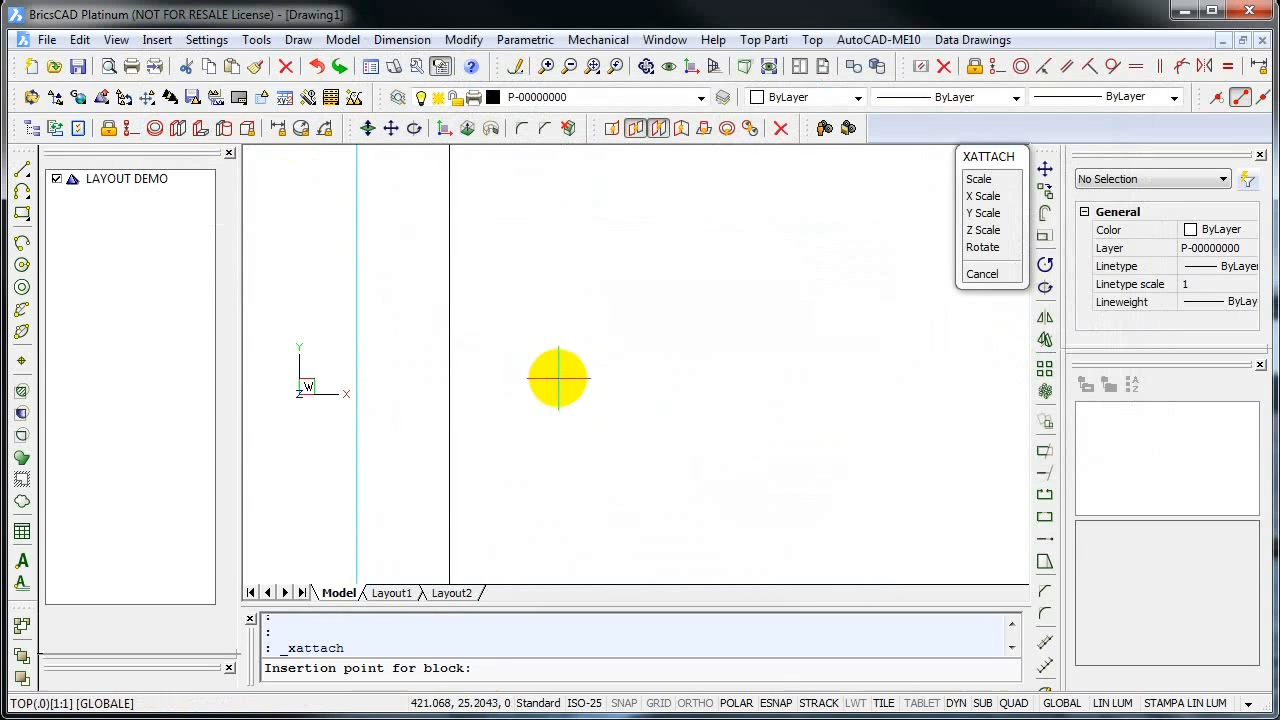 BricsCAD Platinum (NOT FOR RESALE License) - [Drawing1]
File Edit View Insert Settings Tools Draw Model Dimension Modify Parametric Mechanical Window Help Top Parti Top AutoCAD-ME10 Data Drawings
P-00000000 ByLayer ByLayer ByLayer
LAYOUT DEMO
XATTACH
Scale
X Scale
Y Scale
Z Scale
Rotate
Cancel
No Selection
General
Color ByLayer
Layer P-00000000
Linetype ByLayer
Linetype scale 1
Lineweight ByLay
Y
W
Z X
Model Layout1 Layout2
:
:
: _xattach
Insertion point for block:
TOP(.0)[1:1] [GLOBALE] 421.068, 25.2043, 0 Standard ISO-25 SNAP GRID ORTHO POLAR ESNAP STRACK LWT TILE TABLET DYN SUB QUAD GLOBAL LIN LUM STAMPA LIN LUM